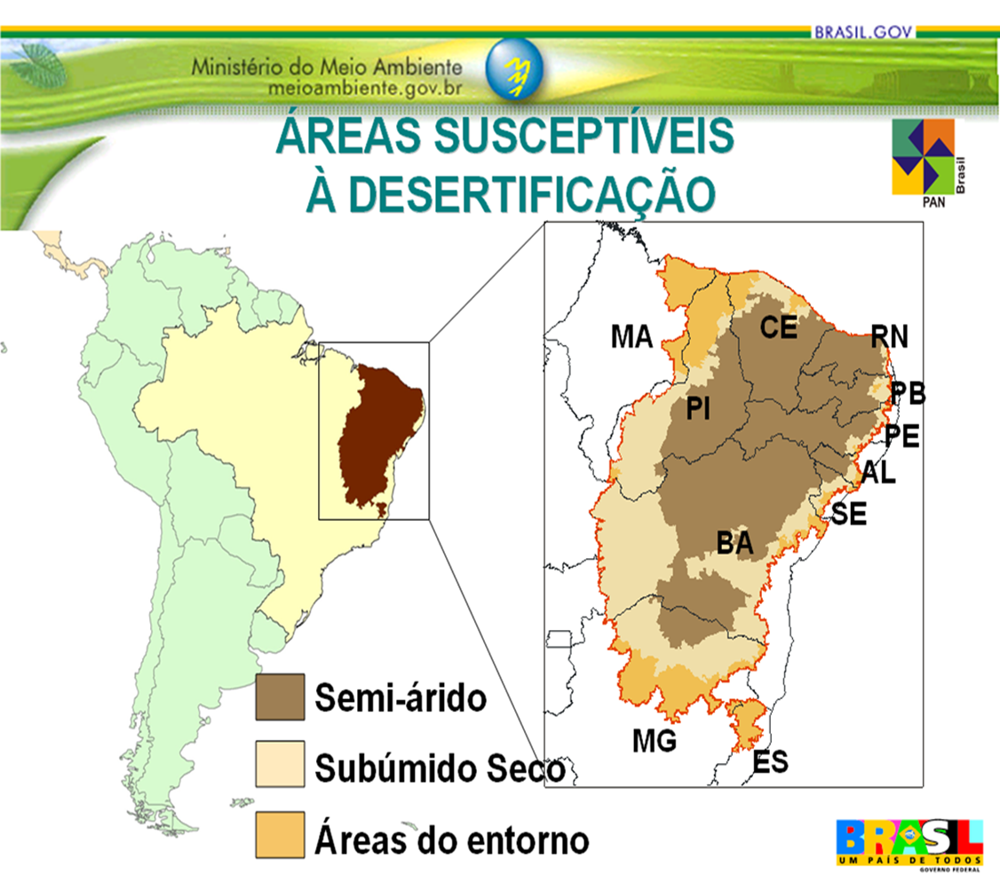 BRASIL.GOV
Ministério do Meio Ambiente
meioambiente.gov.br
ÁREAS SUSCEPTÍVEIS
À DESERTIFICAÇÃO
Brasil
PAN
MA
CE
RN
PI
PB
PE
AL
SE
BA
MG
ES
Semi-árido
Subúmido Seco
Áreas do entorno
BRASIL
UM PAÍS DE TODOS
GOVERNO FEDERAL